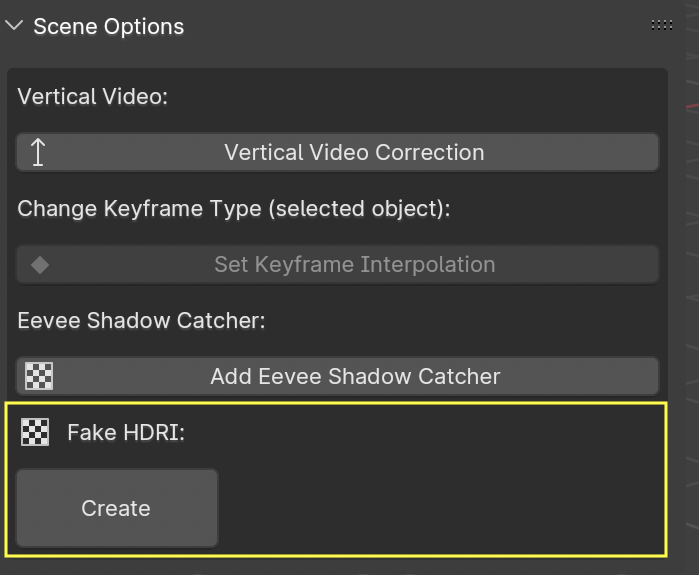 Scene Options
Vertical Video:
Vertical Video Correction
Change Keyframe Type (selected object):
Set Keyframe Interpolation
Eevee Shadow Catcher:
Add Eevee Shadow Catcher
Fake HDRI:
Create